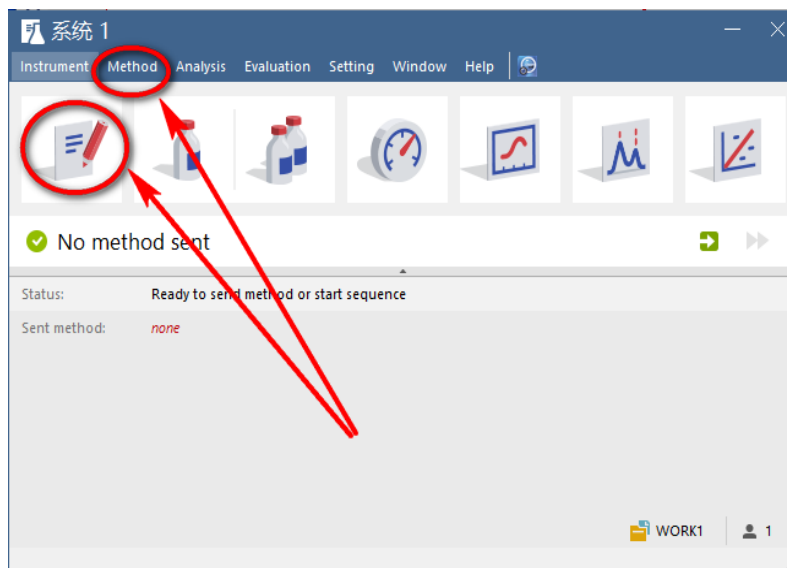 系统 1
Instrument Method Analysis Evaluation Setting Window Help
No method sent
Status: Ready to send method or start sequence
Sent method: none
WORK1 1